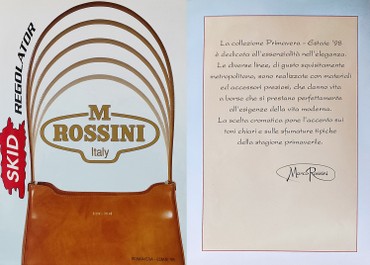 SKID REGOLATOR
M
ROSSINI
Italy
La collezione Primavera - Estate '98
è dedicata all'essenzialità nell'eleganza.
Le diverse linee, di gusto squisitamente
metropolitano, sono realizzate con materiali
ed accessori preziosi, che danno vita
a borse che si prestano perfettamente
all'esigenze della vita moderna.
La scelta cromatica pone l'accento sui
toni chiari e sulle sfumature tipiche
della stagione primaverile.
Marco Rossini